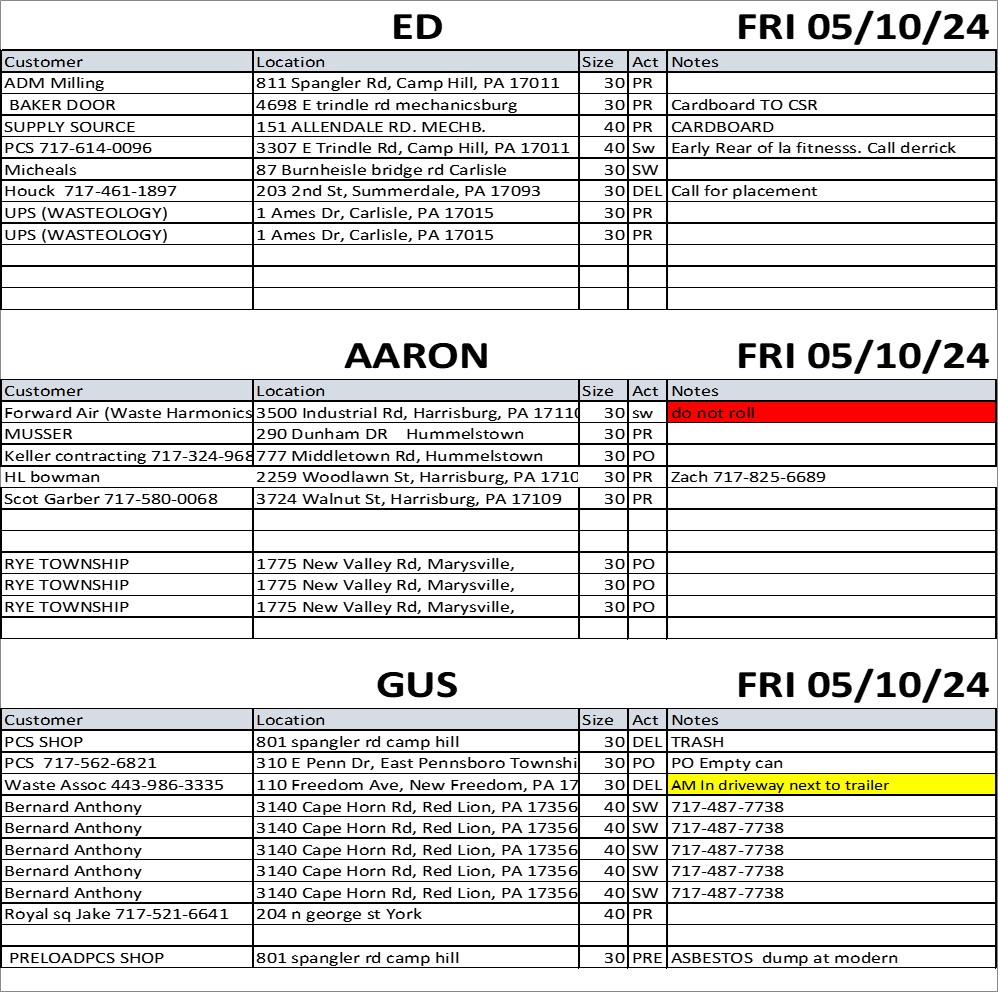 ED FRI 05/10/24
Customer Location Size Act Notes
ADM Milling 811 Spangler Rd, Camp Hill, PA 17011 30 PR
BAKER DOOR 4698 E trindle rd mechanicsburg 30 PR Cardboard TO CSR
SUPPLY SOURCE 151 ALLENDALE RD. MECHB. 40 PR CARDBOARD
PCS 717-614-0096 3307 E Trindle Rd, Camp Hill, PA 17011 40 Sw Early Rear of la fitnesss. Call derrick
Micheals 87 Burnheisle bridge rd Carlisle 30 SW
Houck 717-461-1897 203 2nd St, Summerdale, PA 17093 30 DEL Call for placement
UPS (WASTEOLOGY) 1 Ames Dr, Carlisle, PA 17015 30 PR
UPS (WASTEOLOGY) 1 Ames Dr, Carlisle, PA 17015 30 PR
AARON FRI 05/10/24
Customer Location Size Act Notes
Forward Air (Waste Harmonics 3500 Industrial Rd, Harrisburg, PA 17110 30 sw do not roll
MUSSER 290 Dunham DR Hummelstown 30 PR
Keller contracting 717-324-968 777 Middletown Rd, Hummelstown 30 PO
HL bowman 2259 Woodlawn St, Harrisburg, PA 1710 30 PR Zach 717-825-6689
Scot Garber 717-580-0068 3724 Walnut St, Harrisburg, PA 17109 30 PR
RYE TOWNSHIP 1775 New Valley Rd, Marysville, 30 PO
RYE TOWNSHIP 1775 New Valley Rd, Marysville, 30 PO
RYE TOWNSHIP 1775 New Valley Rd, Marysville, 30 PO
GUS FRI 05/10/24
Customer Location Size Act Notes
PCS SHOP 801 spangler rd camp hill 30 DEL TRASH
PCS 717-562-6821 310 E Penn Dr, East Pennsboro Townshi 30 PO PO Empty can
Waste Assoc 443-986-3335 110 Freedom Ave, New Freedom, PA 17 30 DEL AM In driveway next to trailer
Bernard Anthony 3140 Cape Horn Rd, Red Lion, PA 17356 40 SW 717-487-7738
Bernard Anthony 3140 Cape Horn Rd, Red Lion, PA 17356 40 SW 717-487-7738
Bernard Anthony 3140 Cape Horn Rd, Red Lion, PA 17356 40 SW 717-487-7738
Bernard Anthony 3140 Cape Horn Rd, Red Lion, PA 17356 40 SW 717-487-7738
Bernard Anthony 3140 Cape Horn Rd, Red Lion, PA 17356 40 SW 717-487-7738
Royal sq Jake 717-521-6641 204 n george st York 40 PR
PRELOADPCS SHOP 801 spangler rd camp hill 30 PRE ASBESTOS dump at modern